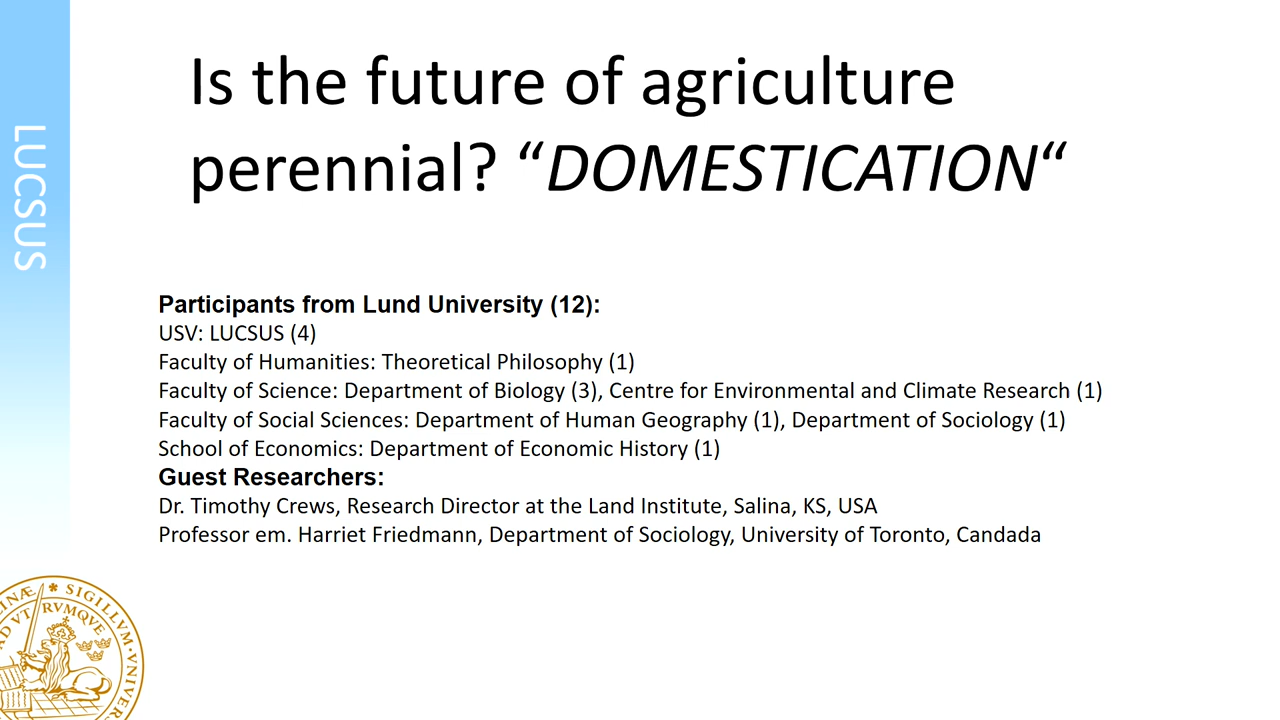 Is the future of agriculture
perennial? “DOMESTICATION“
LUCSUS
Participants from Lund University (12):
USV: LUCSUS (4)
Faculty of Humanities: Theoretical Philosophy (1)
Faculty of Science: Department of Biology (3), Centre for Environmental and Climate Research (1)
Faculty of Social Sciences: Department of Human Geography (1), Department of Sociology (1)
School of Economics: Department of Economic History (1)
Guest Researchers:
Dr. Timothy Crews, Research Director at the Land Institute, Salina, KS, USA
Professor em. Harriet Friedmann, Department of Sociology, University of Toronto, Candada
SIGILLVM
AD VT RVMQVE